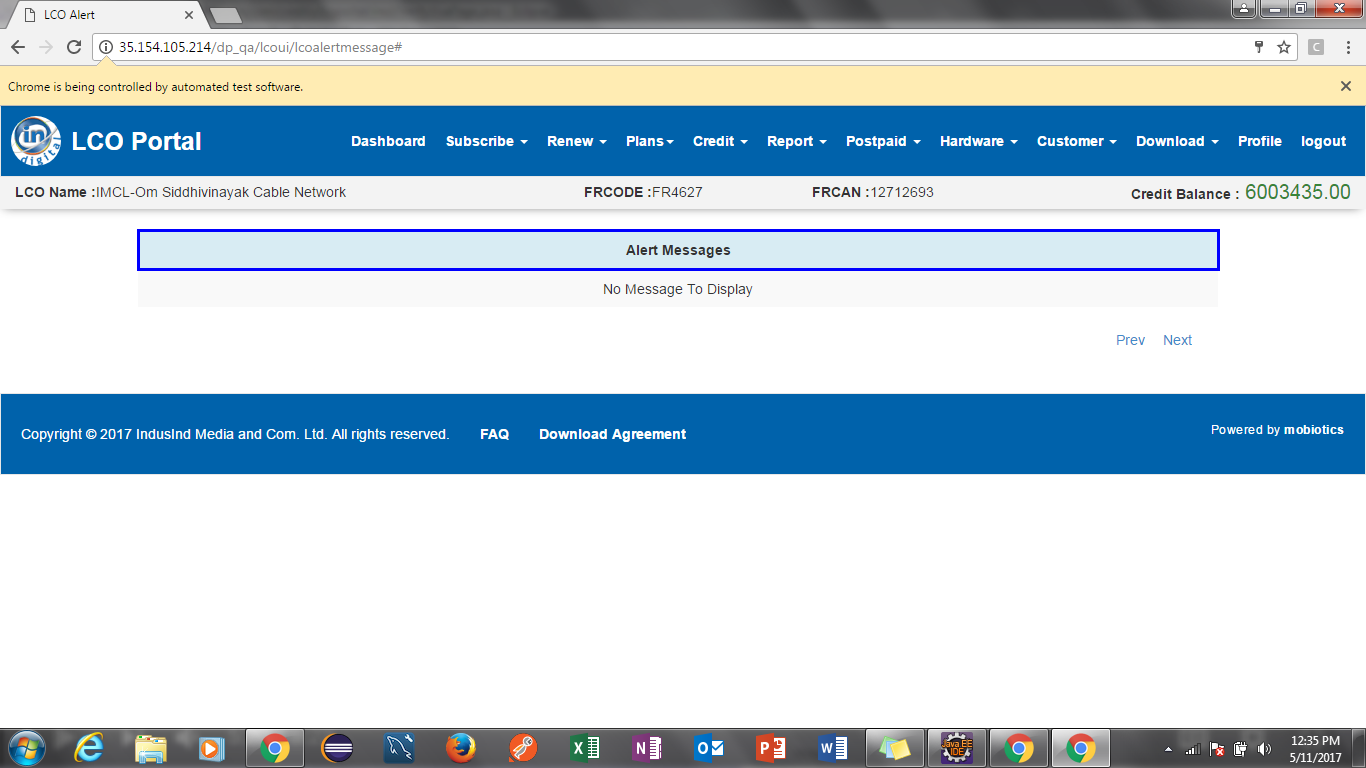 LCO Alert
35.154.105.214/dp_qa/lcoui/lcoalertmessage#
C
Chrome is being controlled by automated test software.
in digital LCO Portal Dashboard Subscribe Renew Plans Credit Report Postpaid Hardware Customer Download Profile logout
LCO Name :IMCL-Om Siddhivinayak Cable Network FRCODE :FR4627 FRCAN :12712693 Credit Balance : 6003435.00
Alert Messages
No Message To Display
Prev Next
Copyright © 2017 IndusInd Media and Com. Ltd. All rights reserved. FAQ Download Agreement Powered by mobiotics
Java EE IDE
12:35 PM
5/11/2017